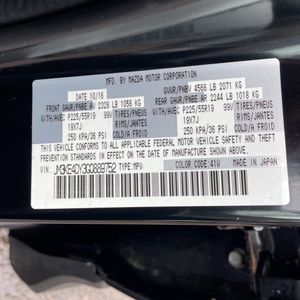 MFD. BY MAZDA MOTOR CORPORATION
DATE: 10/16 GVWR/PNBV 4566 LB 2071 KG
FRONT GAWR/PNBE AV 2328 LB 1056 KG REAR GAWR/PNBE AR 2244 LB 1018 KG
WITH/AVEC P225/55R19 99V TIRES/PNEUS WITH/AVEC P225/55R19 99V TIRES/PNEUS
19X7J RIMS/JANTES 19X7J RIMS/JANTES
250 KPA/36 PSI COLD/A FROID 250 KPA/36 PSI COLD/A FROID
THIS VEHICLE CONFORMS TO ALL APPLICABLE FEDERAL MOTOR VEHICLE SAFETY AND
THEFT PREVENTION STANDARDS IN EFFECT ON THE DATE OF MANUFACTURE SHOWN ABOVE.
COLOR CODE: 41W MADE IN JAPAN
VIN: TYPE: MPV